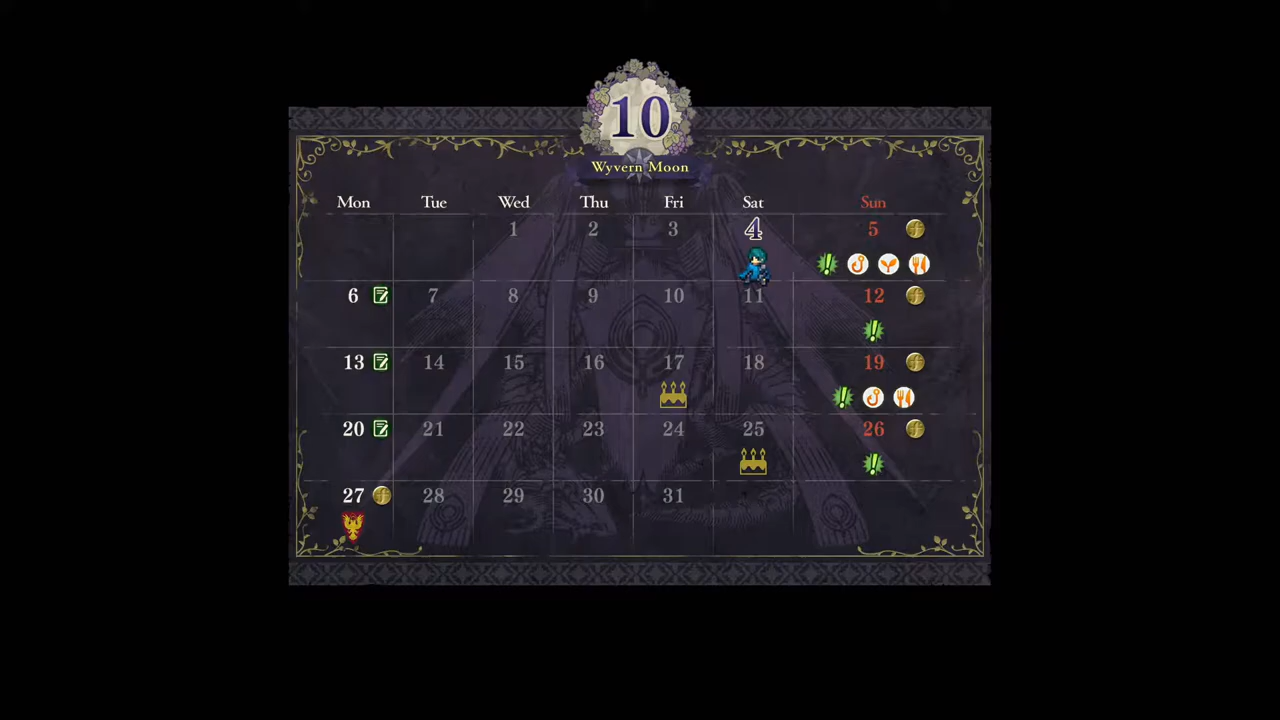 10
Wyvern Moon
Mon Tue Wed Thu Fri Sat Sun
1 2 3 4 5
6 7 8 9 10 11 12
13 14 15 16 17 18 19
20 21 22 23 24 25 26
27 28 29 30 31